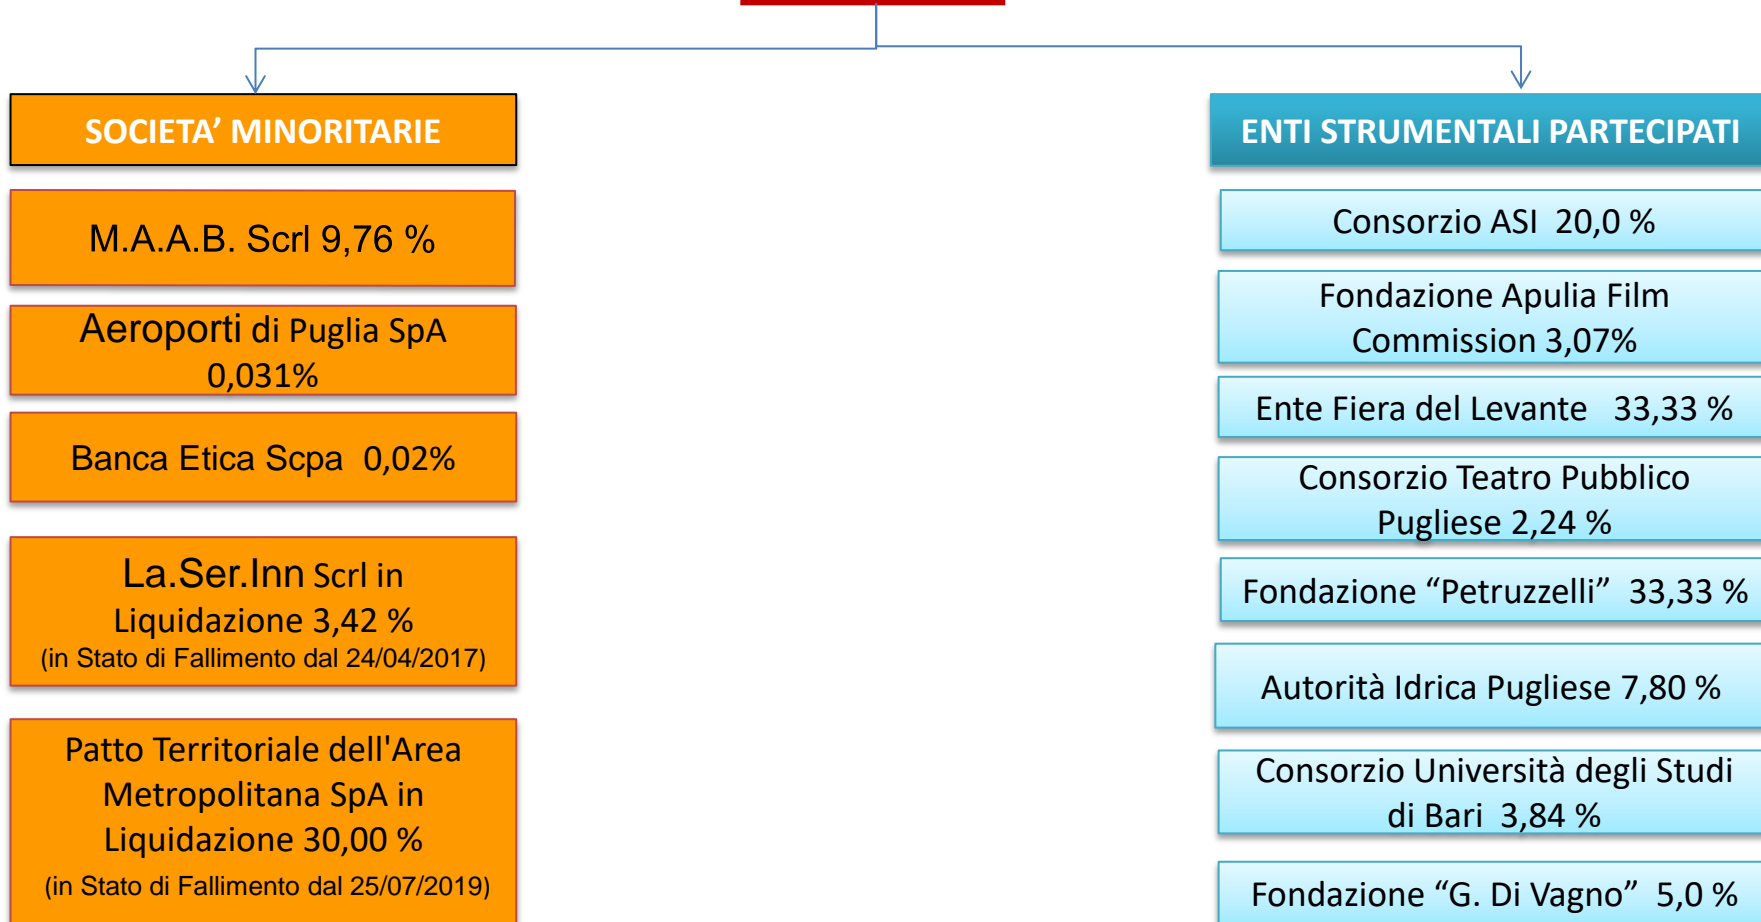 SOCIETA’ MINORITARIE
M.A.A.B. Scrl 9,76 %
Aeroporti di Puglia SpA
0,031%
Banca Etica Scpa 0,02%
La.Ser.Inn Scrl in
Liquidazione 3,42 %
(in Stato di Fallimento dal 24/04/2017)
Patto Territoriale dell'Area
Metropolitana SpA in
Liquidazione 30,00 %
(in Stato di Fallimento dal 25/07/2019)
ENTI STRUMENTALI PARTECIPATI
Consorzio ASI 20,0 %
Fondazione Apulia Film
Commission 3,07%
Ente Fiera del Levante 33,33 %
Consorzio Teatro Pubblico
Pugliese 2,24 %
Fondazione “Petruzzelli” 33,33 %
Autorità Idrica Pugliese 7,80 %
Consorzio Università degli Studi
di Bari 3,84 %
Fondazione “G. Di Vagno” 5,0 %